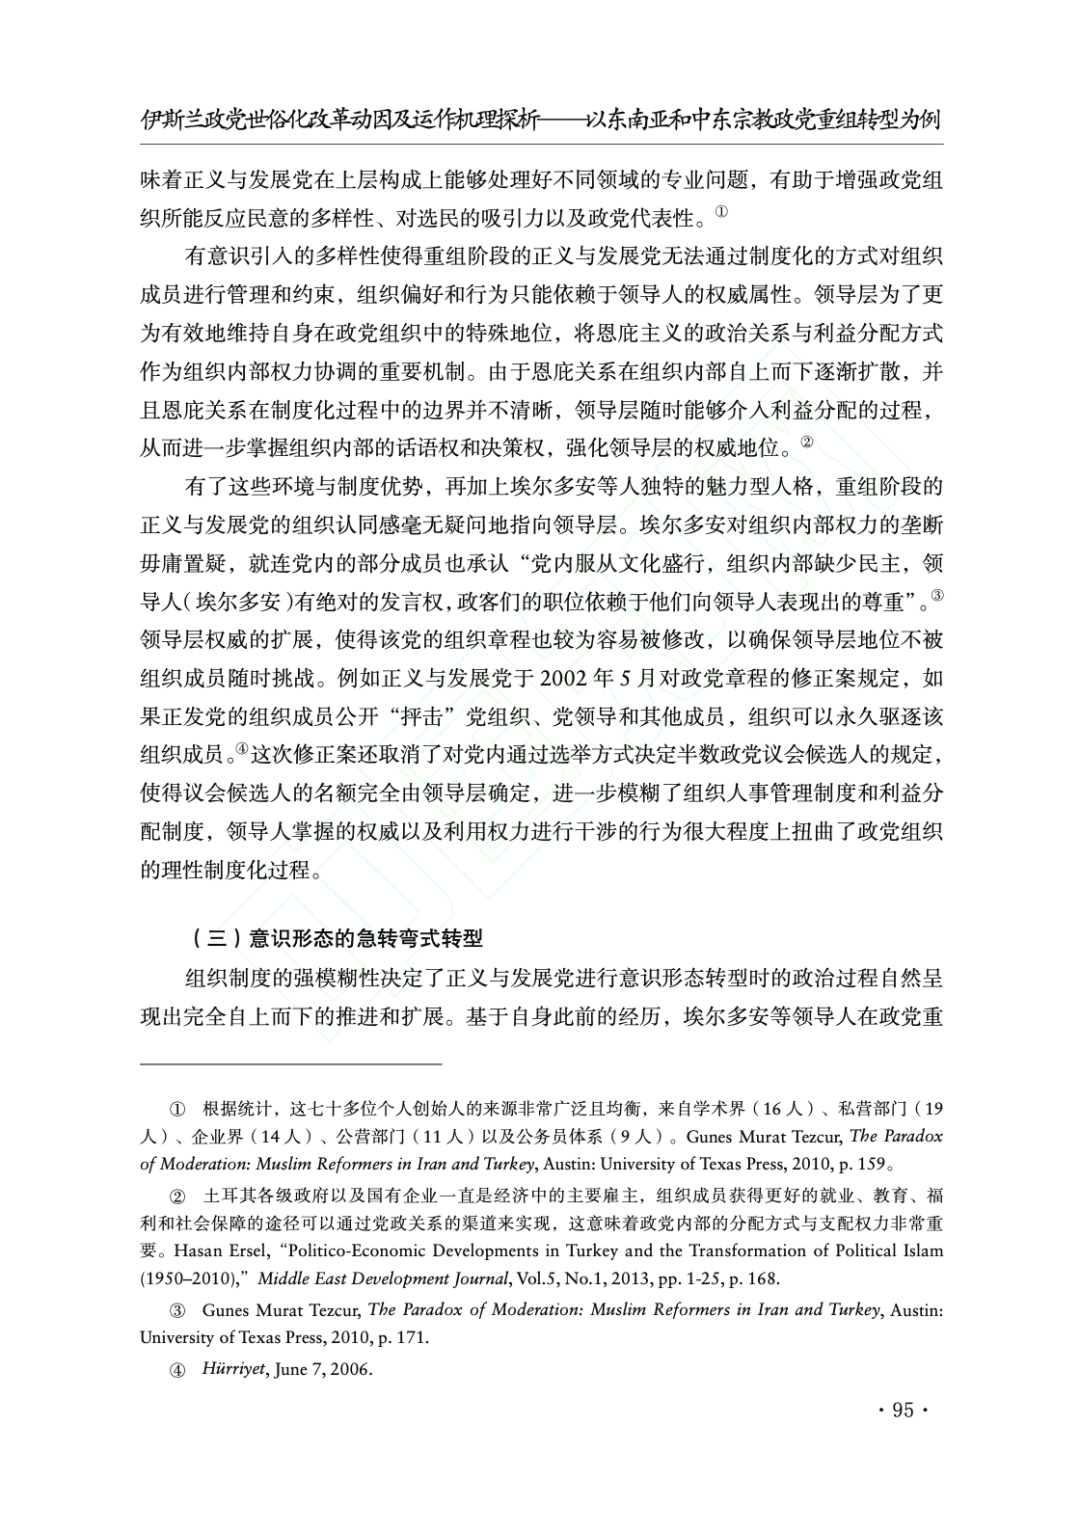 伊斯兰政党世俗化改革动因及运作机理探析——以东南亚和中东宗教政党重组转型为例
味着正义与发展党在上层构成上能够处理好不同领域的专业问题，有助于增强政党组
织所能反应民意的多样性、对选民的吸引力以及政党代表性。①
有意识引入的多样性使得重组阶段的正义与发展党无法通过制度化的方式对组织
成员进行管理和约束，组织偏好和行为只能依赖于领导人的权威属性。领导层为了更
为有效地维持自身在政党组织中的特殊地位，将恩庇主义的政治关系与利益分配方式
作为组织内部权力协调的重要机制。由于恩庇关系在组织内部自上而下逐渐扩散，并
且恩庇关系在制度化过程中的边界并不清晰，领导层随时能够介入利益分配的过程，
从而进一步掌握组织内部的话语权和决策权，强化领导层的权威地位。②
有了这些环境与制度优势，再加上埃尔多安等人独特的魅力型人格，重组阶段的
正义与发展党的组织认同感毫无疑问地指向领导层。埃尔多安对组织内部权力的垄断
毋庸置疑，就连党内的部分成员也承认“党内服从文化盛行，组织内部缺少民主，领
导人（埃尔多安）有绝对的发言权，政客们的职位依赖于他们向领导人表现出的尊重”。③
领导层权威的扩展，使得该党的组织章程也较为容易被修改，以确保领导层地位不被
组织成员随时挑战。例如正义与发展党于 2002 年 5 月对政党章程的修正案规定，如
果正发党的组织成员公开“抨击”党组织、党领导和其他成员，组织可以永久驱逐该
组织成员。④这次修正案还取消了对党内通过选举方式决定半数政党议会候选人的规定，
使得议会候选人的名额完全由领导层确定，进一步模糊了组织人事管理制度和利益分
配制度，领导人掌握的权威以及利用权力进行干涉的行为很大程度上扭曲了政党组织
的理性制度化过程。
（三）意识形态的急转弯式转型
组织制度的强模糊性决定了正义与发展党进行意识形态转型时的政治过程自然呈
现出完全自上而下的推进和扩展。基于自身此前的经历，埃尔多安等领导人在政党重
① 根据统计，这七十多位个人创始人的来源非常广泛且均衡，来自学术界（16 人）、私营部门（19
人）、企业界（14 人）、公营部门（11 人）以及公务员体系（9 人）。Gunes Murat Tezcur, The Paradox
of Moderation: Muslim Reformers in Iran and Turkey, Austin: University of Texas Press, 2010, p. 159。
② 土耳其各级政府以及国有企业一直是经济中的主要雇主，组织成员获得更好的就业、教育、福
利和社会保障的途径可以通过党政关系的渠道来实现，这意味着政党内部的分配方式与支配权力非常重
要。Hasan Ersel, “Politico-Economic Developments in Turkey and the Transformation of Political Islam
(1950–2010),” Middle East Development Journal, Vol.5, No.1, 2013, pp. 1-25, p. 168.
③ Gunes Murat Tezcur, The Paradox of Moderation: Muslim Reformers in Iran and Turkey, Austin:
University of Texas Press, 2010, p. 171.
④ Hürriyet, June 7, 2006.
· 95 ·
中国知网